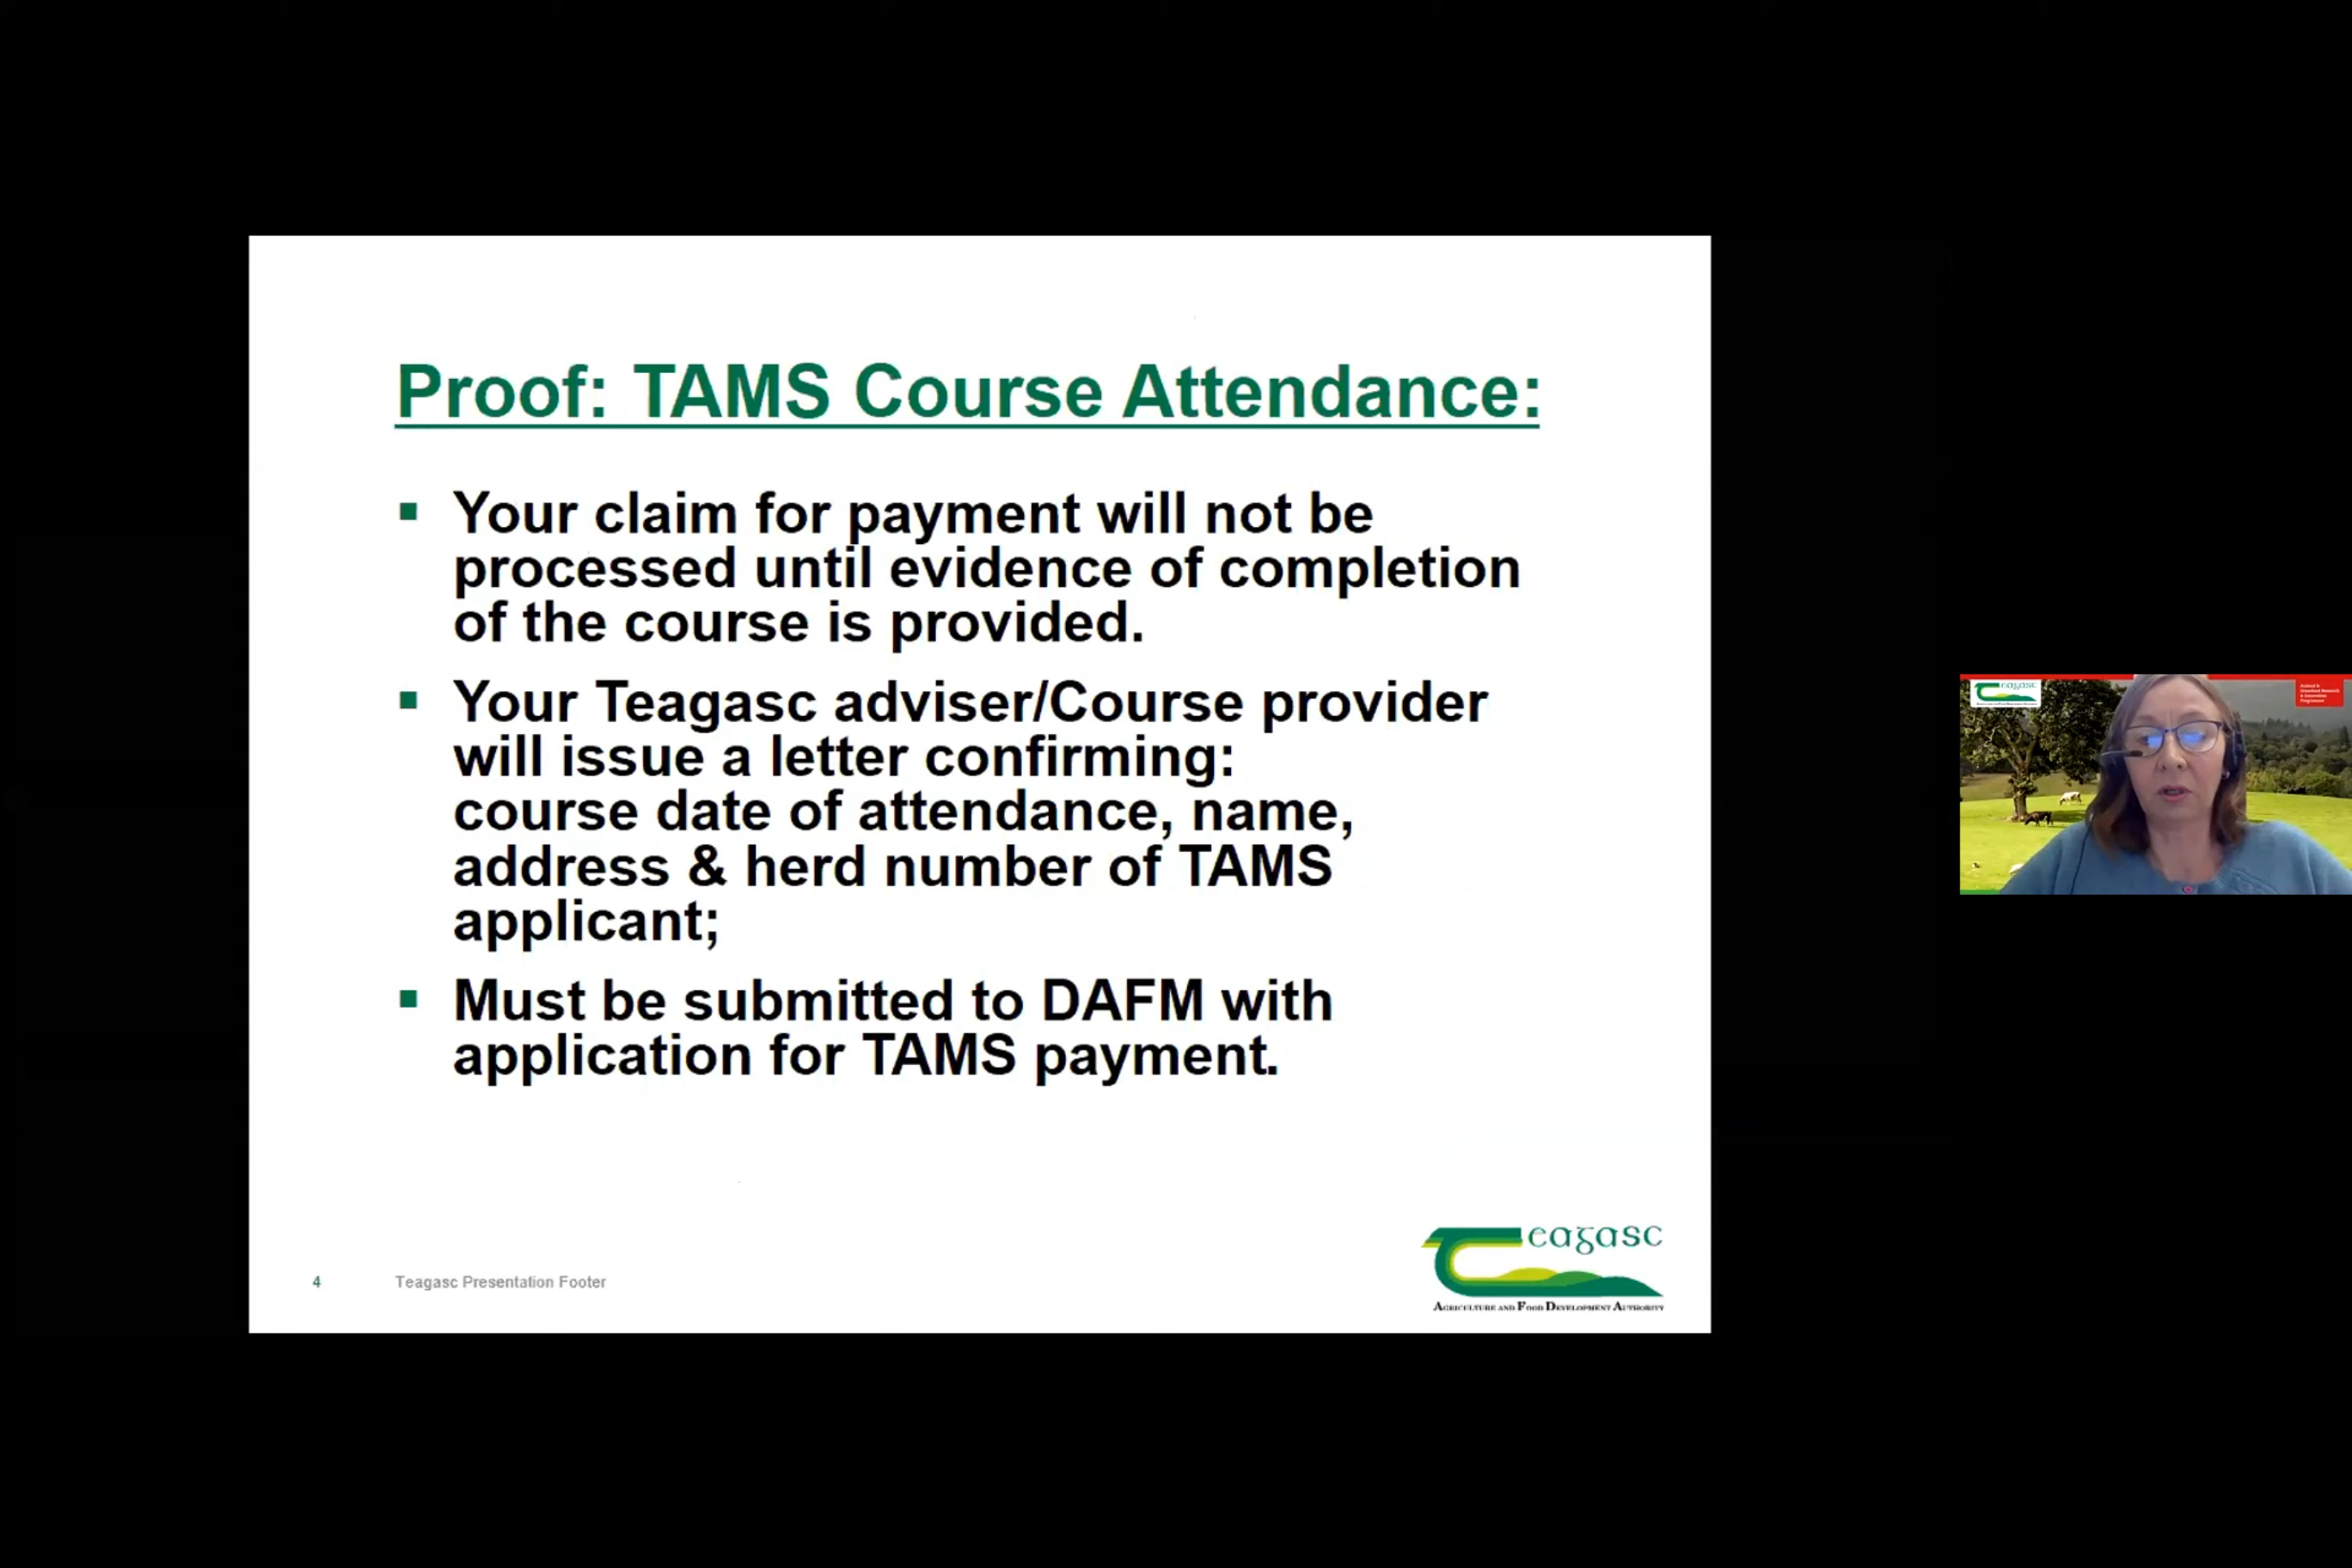 Proof: TAMS Course Attendance:
Your claim for payment will not be
processed until evidence of completion
of the course is provided.
Your Teagasc adviser/Course provider
will issue a letter confirming:
course date of attendance, name,
address & herd number of TAMS
applicant;
Must be submitted to DAFM with
application for TAMS payment.
4
Teagasc Presentation Footer
eagasc
AGRICULTURE AND FOOD DEVELOPMENT AUTHORITY
eagasc